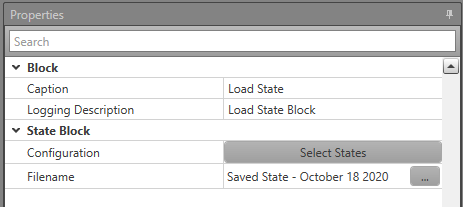 Properties
Search
Block
Caption Load State
Logging Description Load State Block
State Block
Configuration Select States
Filename Saved State - October 18 2020 ...